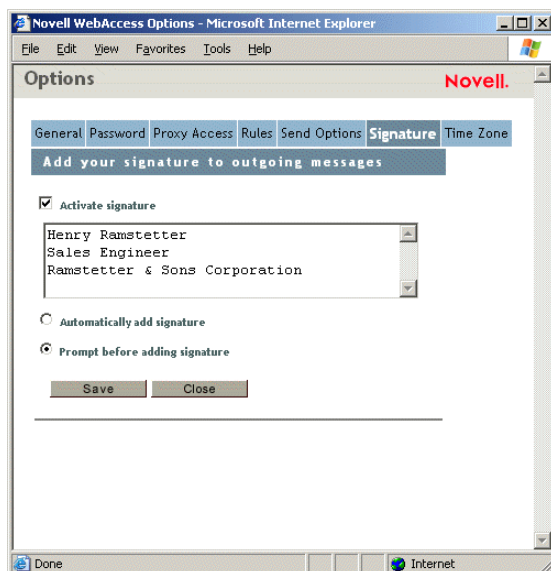 Novell WebAccess Options - Microsoft Internet Explorer
File Edit View Favorites Tools Help
Options
Novell.
General Password Proxy Access Rules Send Options Signature Time Zone
Add your signature to outgoing messages
Activate signature
Henry Ramstetter
Sales Engineer
Ramstetter & Sons Corporation
Automatically add signature
Prompt before adding signature
Save Close
Done Internet